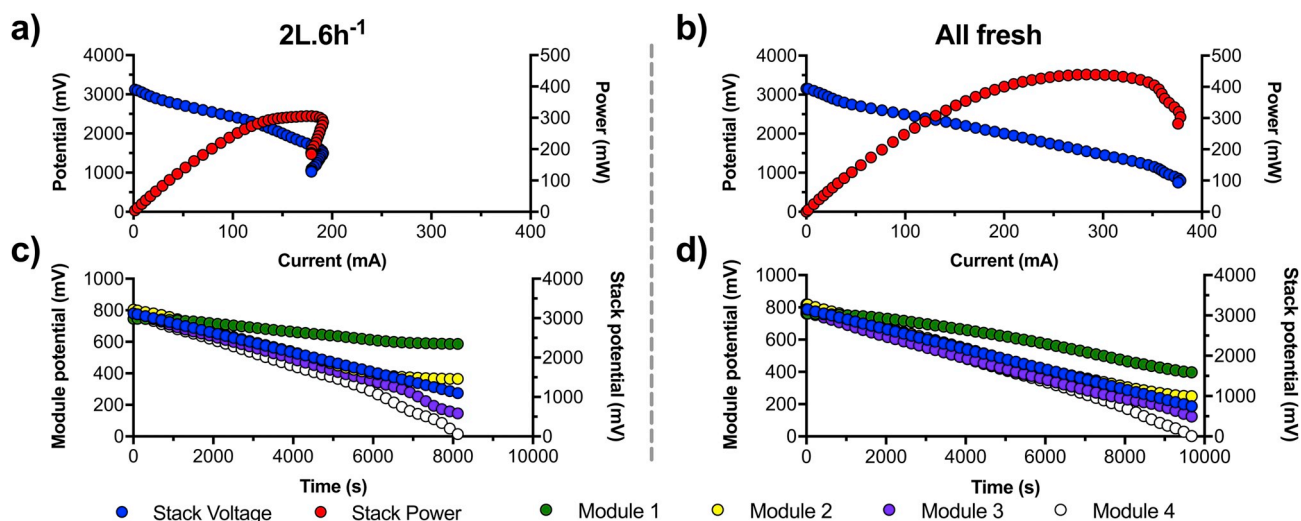 a)
2L.6h-1
4000
3000
2000
1000
0
Potential (mV)
500
400
300
200
100
0
Power (mW)
0 100 200 300 400
Current (mA)
b)
All fresh
4000
3000
2000
1000
0
Potential (mV)
500
400
300
200
100
0
Power (mW)
0 100 200 300 400
Current (mA)
c)
1000
800
600
400
200
0
Module potential (mV)
4000
3000
2000
1000
0
Stack potential (mV)
0 2000 4000 6000 8000 10000
Time (s)
d)
1000
800
600
400
200
0
Module potential (mV)
4000
3000
2000
1000
0
Stack potential (mV)
0 2000 4000 6000 8000 10000
Time (s)
Stack Voltage Stack Power Module 1 Module 2 Module 3 Module 4